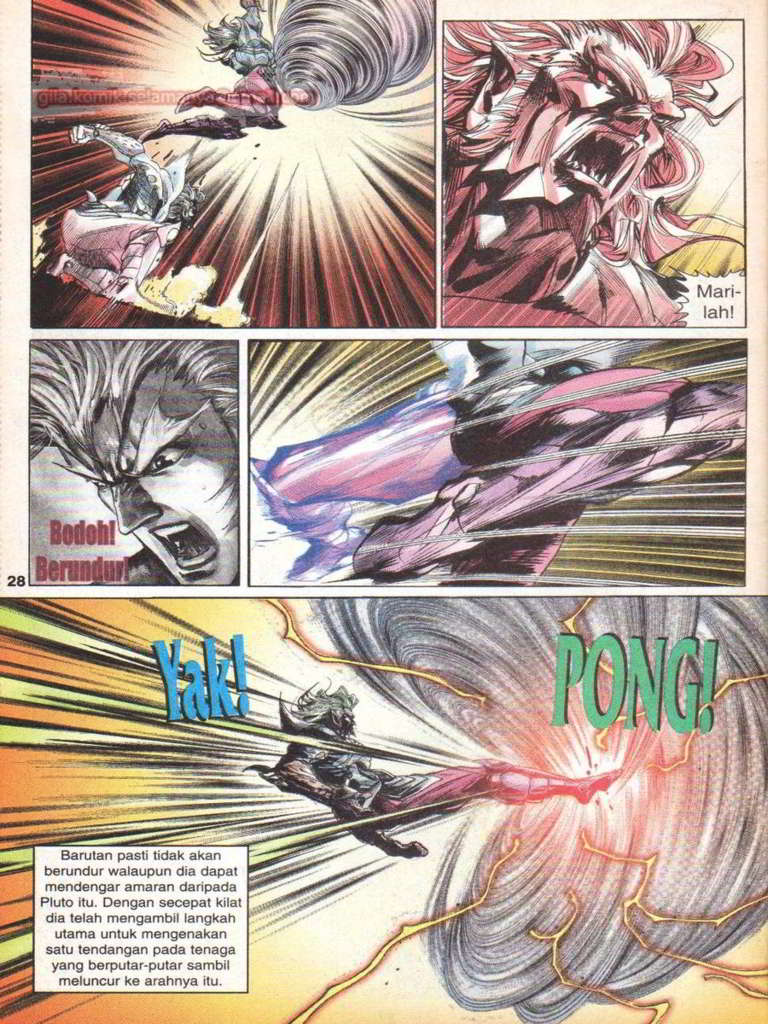 Mari-
lah!
Bodoh!
Berundur!
28
Yak!
PONG!
Barutan pasti tidak akan
berundur walaupun dia dapat
mendengar amaran daripada
Pluto itu. Dengan secepat kilat
dia telah mengambil langkah
utama untuk mengenakan
satu tendangan pada tenaga
yang berputar-putar sambil
meluncur ke arahnya itu.